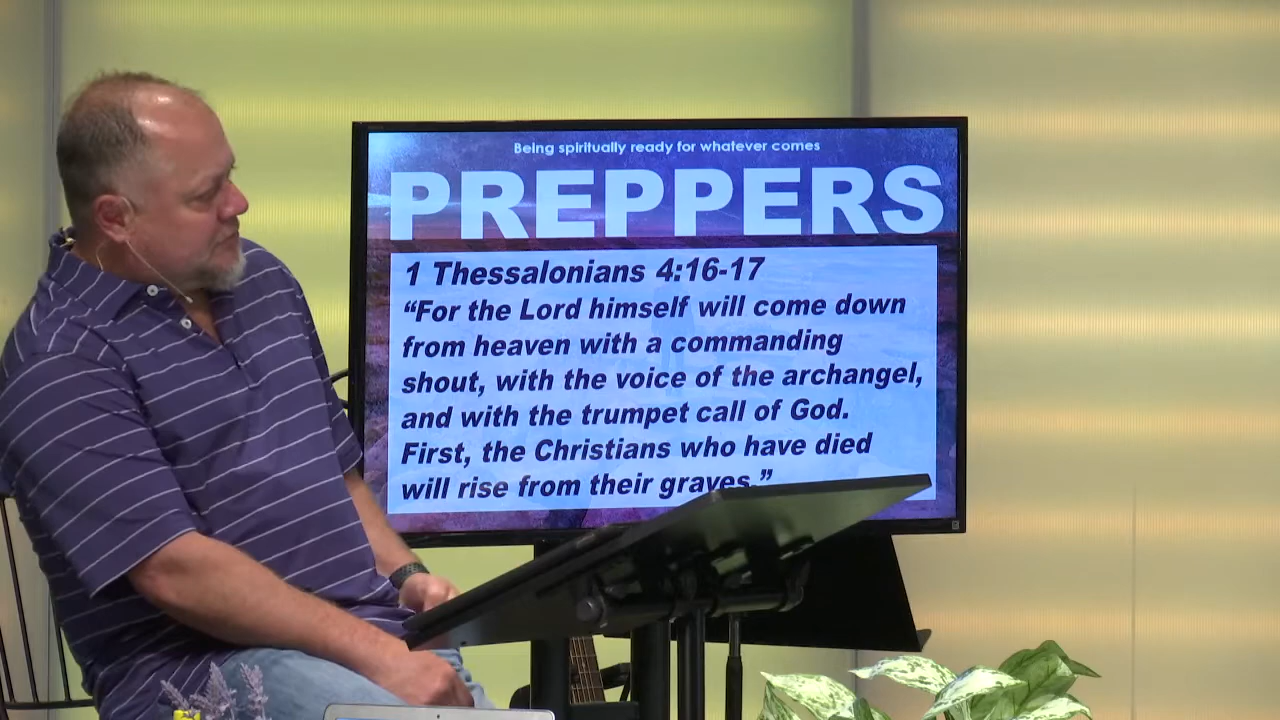 Being spiritually ready for whatever comes
PREPPERS
1 Thessalonians 4:16-17
“For the Lord himself will come down
from heaven with a commanding
shout, with the voice of the archangel,
and with the trumpet call of God.
First, the Christians who have died
will rise from their graves.”